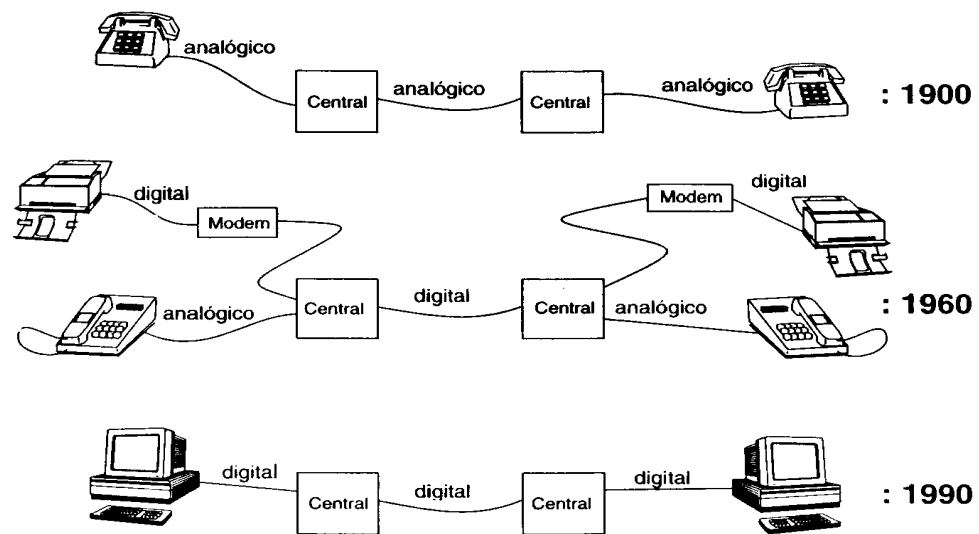 analógico
Central
analógico
Central
analógico
: 1900
digital
Modem
Modem
digital
analógico
Central
digital
Central
analógico
: 1960
digital
Central
digital
Central
digital
: 1990